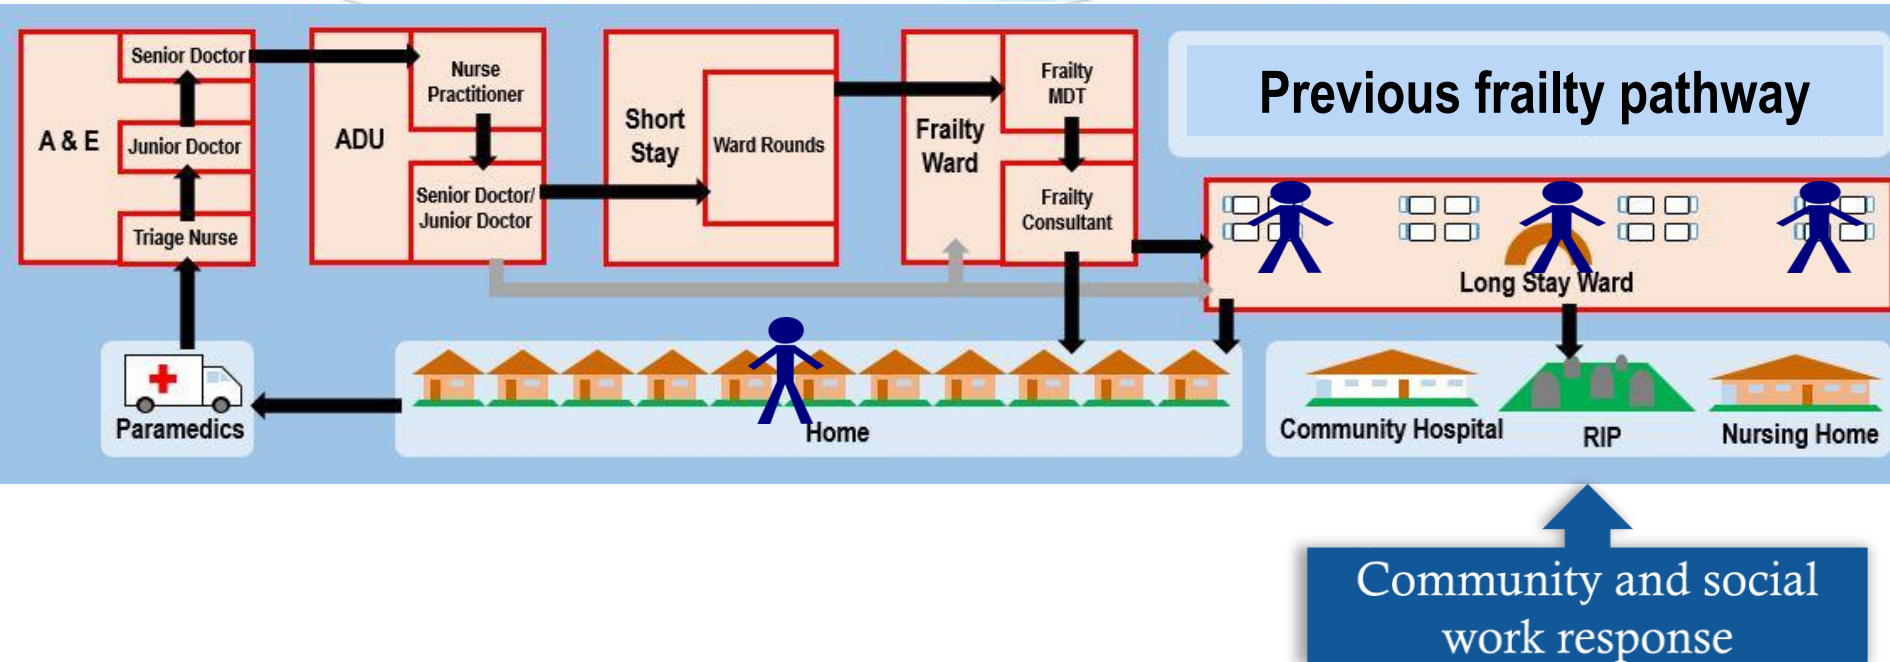 Previous frailty pathway
A & E
Senior Doctor
Junior Doctor
Triage Nurse
ADU
Nurse
Practitioner
Senior Doctor/
Junior Doctor
Short
Stay
Ward Rounds
Frailty
Ward
Frailty
MDT
Frailty
Consultant
Long Stay Ward
Paramedics
Home
Community Hospital
RIP
Nursing Home
Community and social
work response